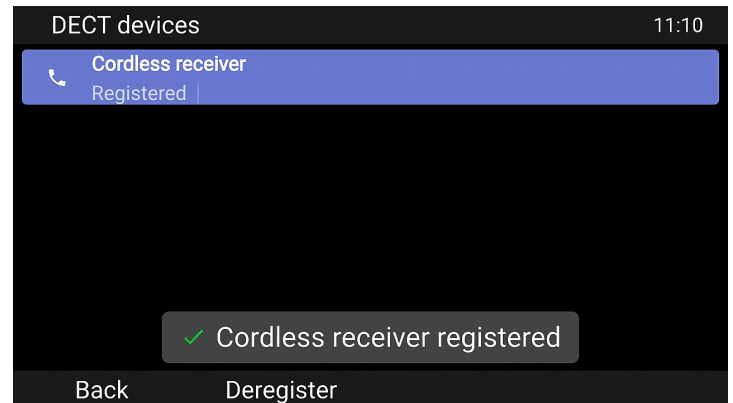 DECT devices 11:10
Cordless receiver
Registered
Cordless receiver registered
Back Deregister